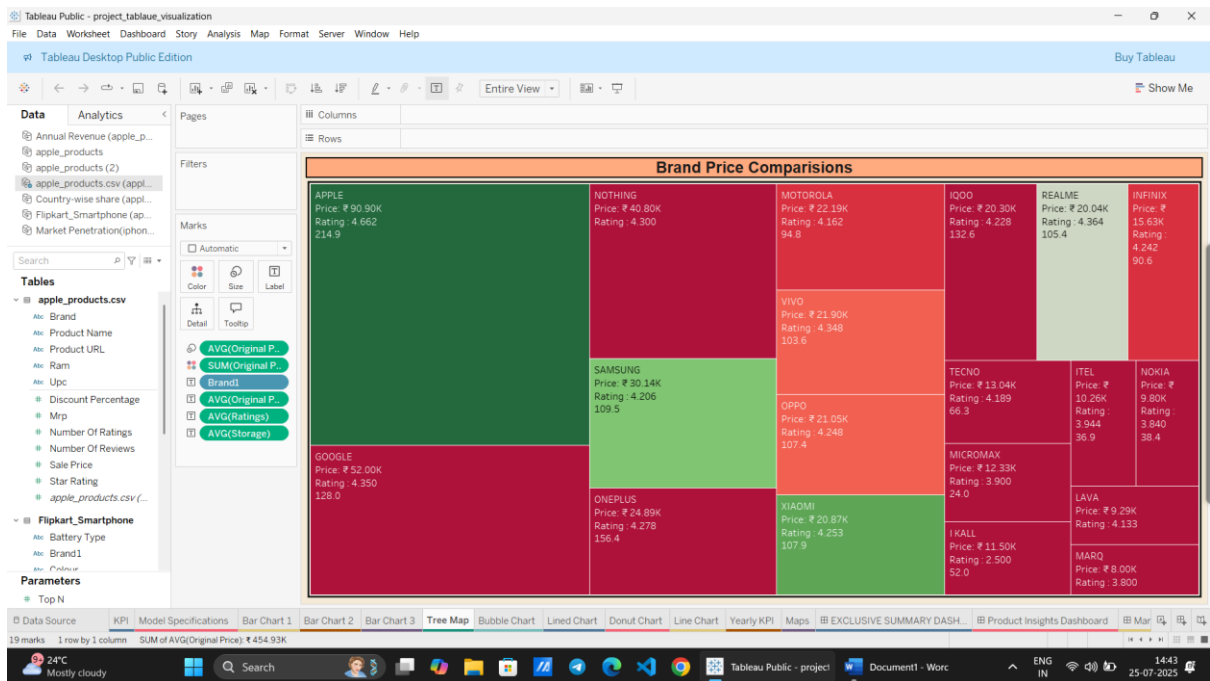 Tableau Public - project_tablaue_visualization
File Data Worksheet Dashboard Story Analysis Map Format Server Window Help
Tableau Desktop Public Edition
Buy Tableau
Entire View
Show Me
Data Analytics
Annual Revenue (apple_p...
apple_products
apple_products (2)
apple_products.csv (appl...
Country-wise share (appl...
Flipkart_Smartphone (ap...
Market Penetration(iphon...
Search
Tables
apple_products.csv
Abc Brand
Abc Product Name
Abc Product URL
Abc Ram
Abc Upc
# Discount Percentage
# Mrp
# Number Of Ratings
# Number Of Reviews
# Sale Price
# Star Rating
# apple_products.csv (...
Flipkart_Smartphone
Abc Battery Type
Abc Brand1
Abc Colour
Parameters
# Top N
Pages
Filters
Marks
Automatic
Color Size Label
Detail Tooltip
AVG(Original P..
SUM(Original P..
Brand1
AVG(Original P..
AVG(Ratings)
AVG(Storage)
Columns
Rows
Brand Price Comparisions
APPLE
Price: ₹ 90.90K
Rating : 4.662
214.9
GOOGLE
Price: ₹ 52.00K
Rating : 4.350
128.0
NOTHING
Price: ₹ 40.80K
Rating : 4.300
SAMSUNG
Price: ₹ 30.14K
Rating : 4.206
109.5
ONEPLUS
Price: ₹ 24.89K
Rating : 4.278
156.4
MOTOROLA
Price: ₹ 22.19K
Rating : 4.162
94.8
VIVO
Price: ₹ 21.90K
Rating : 4.348
103.6
OPPO
Price: ₹ 21.05K
Rating : 4.248
107.4
XIAOMI
Price: ₹ 20.87K
Rating : 4.253
107.9
IQOO
Price: ₹ 20.30K
Rating : 4.228
132.6
REALME
Price: ₹ 20.04K
Rating : 4.364
105.4
INFINIX
Price: ₹
15.63K
Rating :
4.242
90.6
TECNO
Price: ₹ 13.04K
Rating : 4.189
66.3
MICROMAX
Price: ₹ 12.33K
Rating : 3.900
24.0
I KALL
Price: ₹ 11.50K
Rating : 2.500
52.0
ITEL
Price: ₹
10.26K
Rating :
3.944
36.9
NOKIA
Price: ₹
9.80K
Rating :
3.840
38.4
LAVA
Price: ₹ 9.29K
Rating : 4.133
MARQ
Price: ₹ 8.00K
Rating : 3.800
Data Source KPI Model Specifications Bar Chart 1 Bar Chart 2 Bar Chart 3 Tree Map Bubble Chart Lined Chart Donut Chart Line Chart Yearly KPI Maps EXCLUSIVE SUMMARY DASH... Product Insights Dashboard Mar
19 marks 1 row by 1 column SUM of AVG(Original Price): ₹ 454.93K
24°C
Mostly cloudy
Search
Tableau Public - project
Document1 - Worc
ENG
IN
14:43
25-07-2025